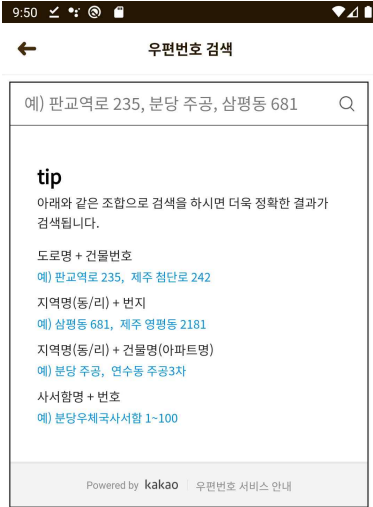 9:50
우편번호 검색
예) 판교역로 235, 분당 주공, 삼평동 681
tip
아래와 같은 조합으로 검색을 하시면 더욱 정확한 결과가
검색됩니다.
도로명 + 건물번호
예) 판교역로 235, 제주 첨단로 242
지역명(동/리) + 번지
예) 삼평동 681, 제주 영평동 2181
지역명(동/리) + 건물명(아파트명)
예) 분당 주공, 연수동 주공3차
사서함명 + 번호
예) 분당우체국사서함 1~100
Powered by kakao 우편번호 서비스 안내